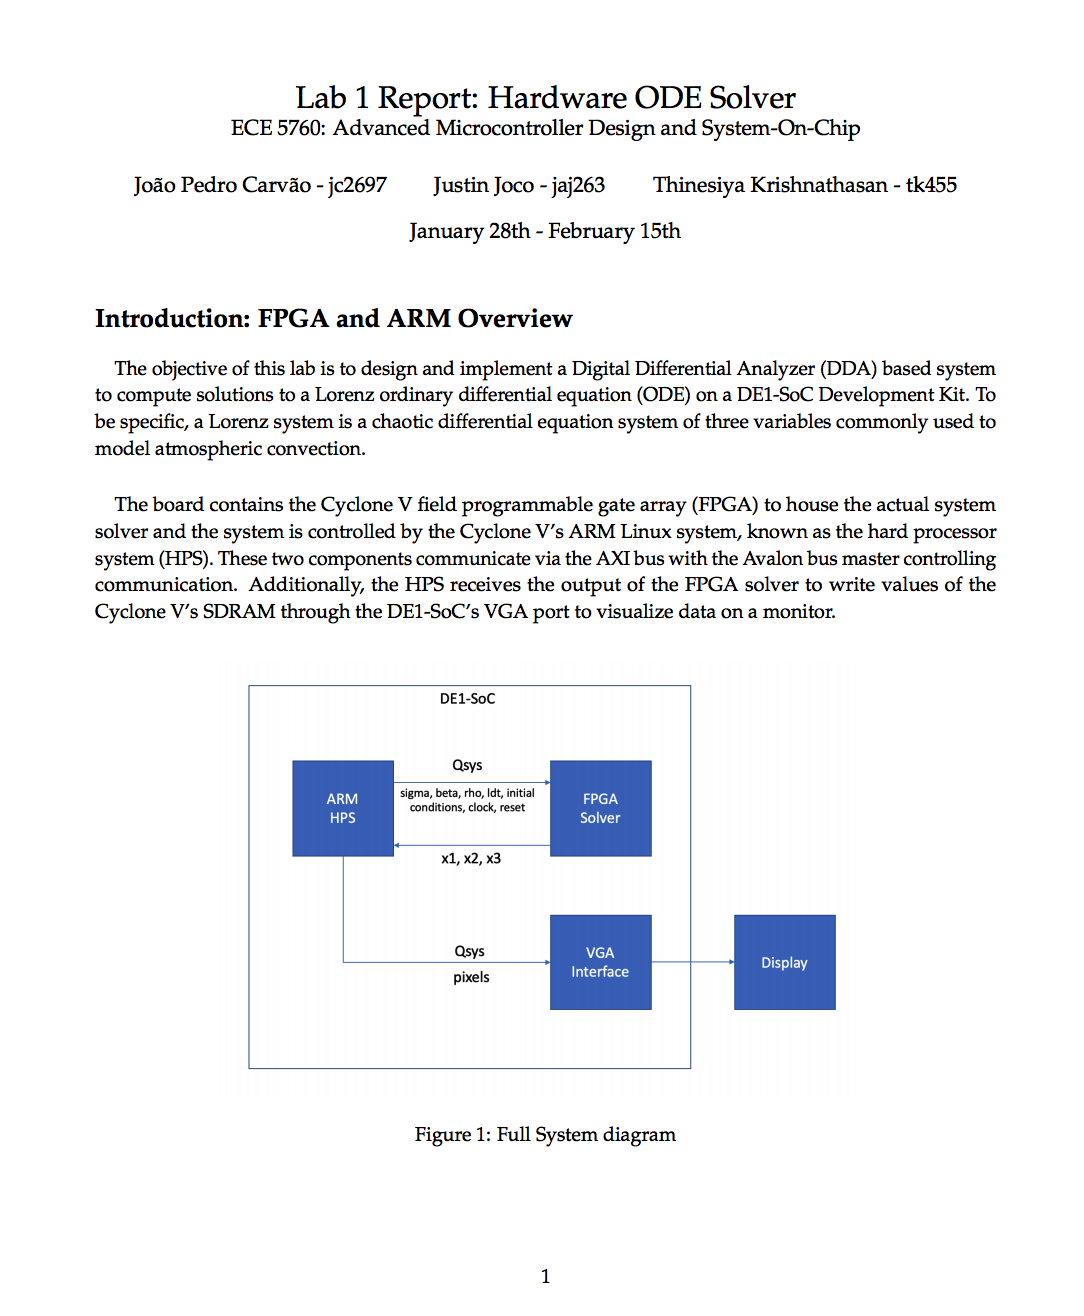 Lab 1 Report: Hardware ODE Solver
ECE 5760: Advanced Microcontroller Design and System-On-Chip
João Pedro Carvão - jc2697 Justin Joco - jaj263 Thinesiya Krishnathasan - tk455
January 28th - February 15th
Introduction: FPGA and ARM Overview
The objective of this lab is to design and implement a Digital Differential Analyzer (DDA) based system
to compute solutions to a Lorenz ordinary differential equation (ODE) on a DE1-SoC Development Kit. To
be specific, a Lorenz system is a chaotic differential equation system of three variables commonly used to
model atmospheric convection.
The board contains the Cyclone V field programmable gate array (FPGA) to house the actual system
solver and the system is controlled by the Cyclone V's ARM Linux system, known as the hard processor
system (HPS). These two components communicate via the AXI bus with the Avalon bus master controlling
communication. Additionally, the HPS receives the output of the FPGA solver to write values of the
Cyclone V's SDRAM through the DE1-SoC's VGA port to visualize data on a monitor.
DE1-SoC
Qsys
ARM
HPS
sigma, beta, rho, ldt, initial
conditions, clock, reset
FPGA
Solver
x1, x2, x3
Qsys
pixels
VGA
Interface
Display
Figure 1: Full System diagram
1